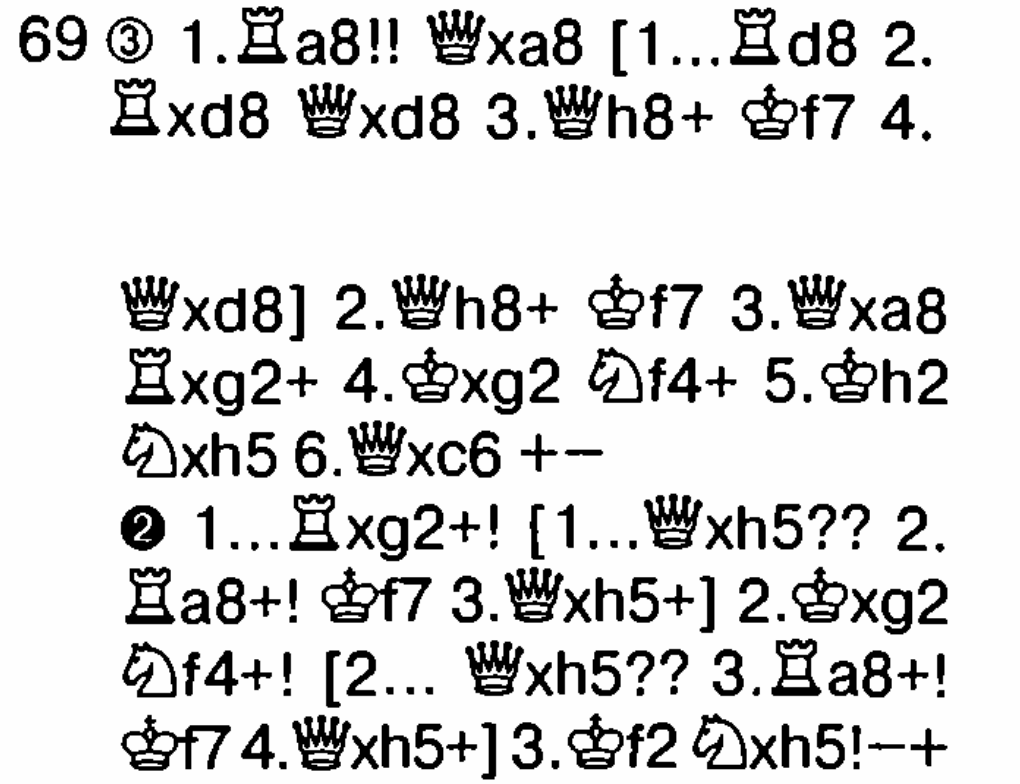 69 ③ 1.♖a8!! ♕xa8 [1...♖d8 2.
♖xd8 ♕xd8 3.♕h8+ ♔f7 4.
♕xd8] 2.♕h8+ ♔f7 3.♕xa8
♖xg2+ 4.♔xg2 ♘f4+ 5.♔h2
♘xh5 6.♕xc6 +−
❷ 1...♖xg2+! [1...♕xh5?? 2.
♖a8+! ♔f7 3.♕xh5+] 2.♔xg2
♘f4+! [2... ♕xh5?? 3.♖a8+!
♔f7 4.♕xh5+] 3.♔f2 ♘xh5!−+